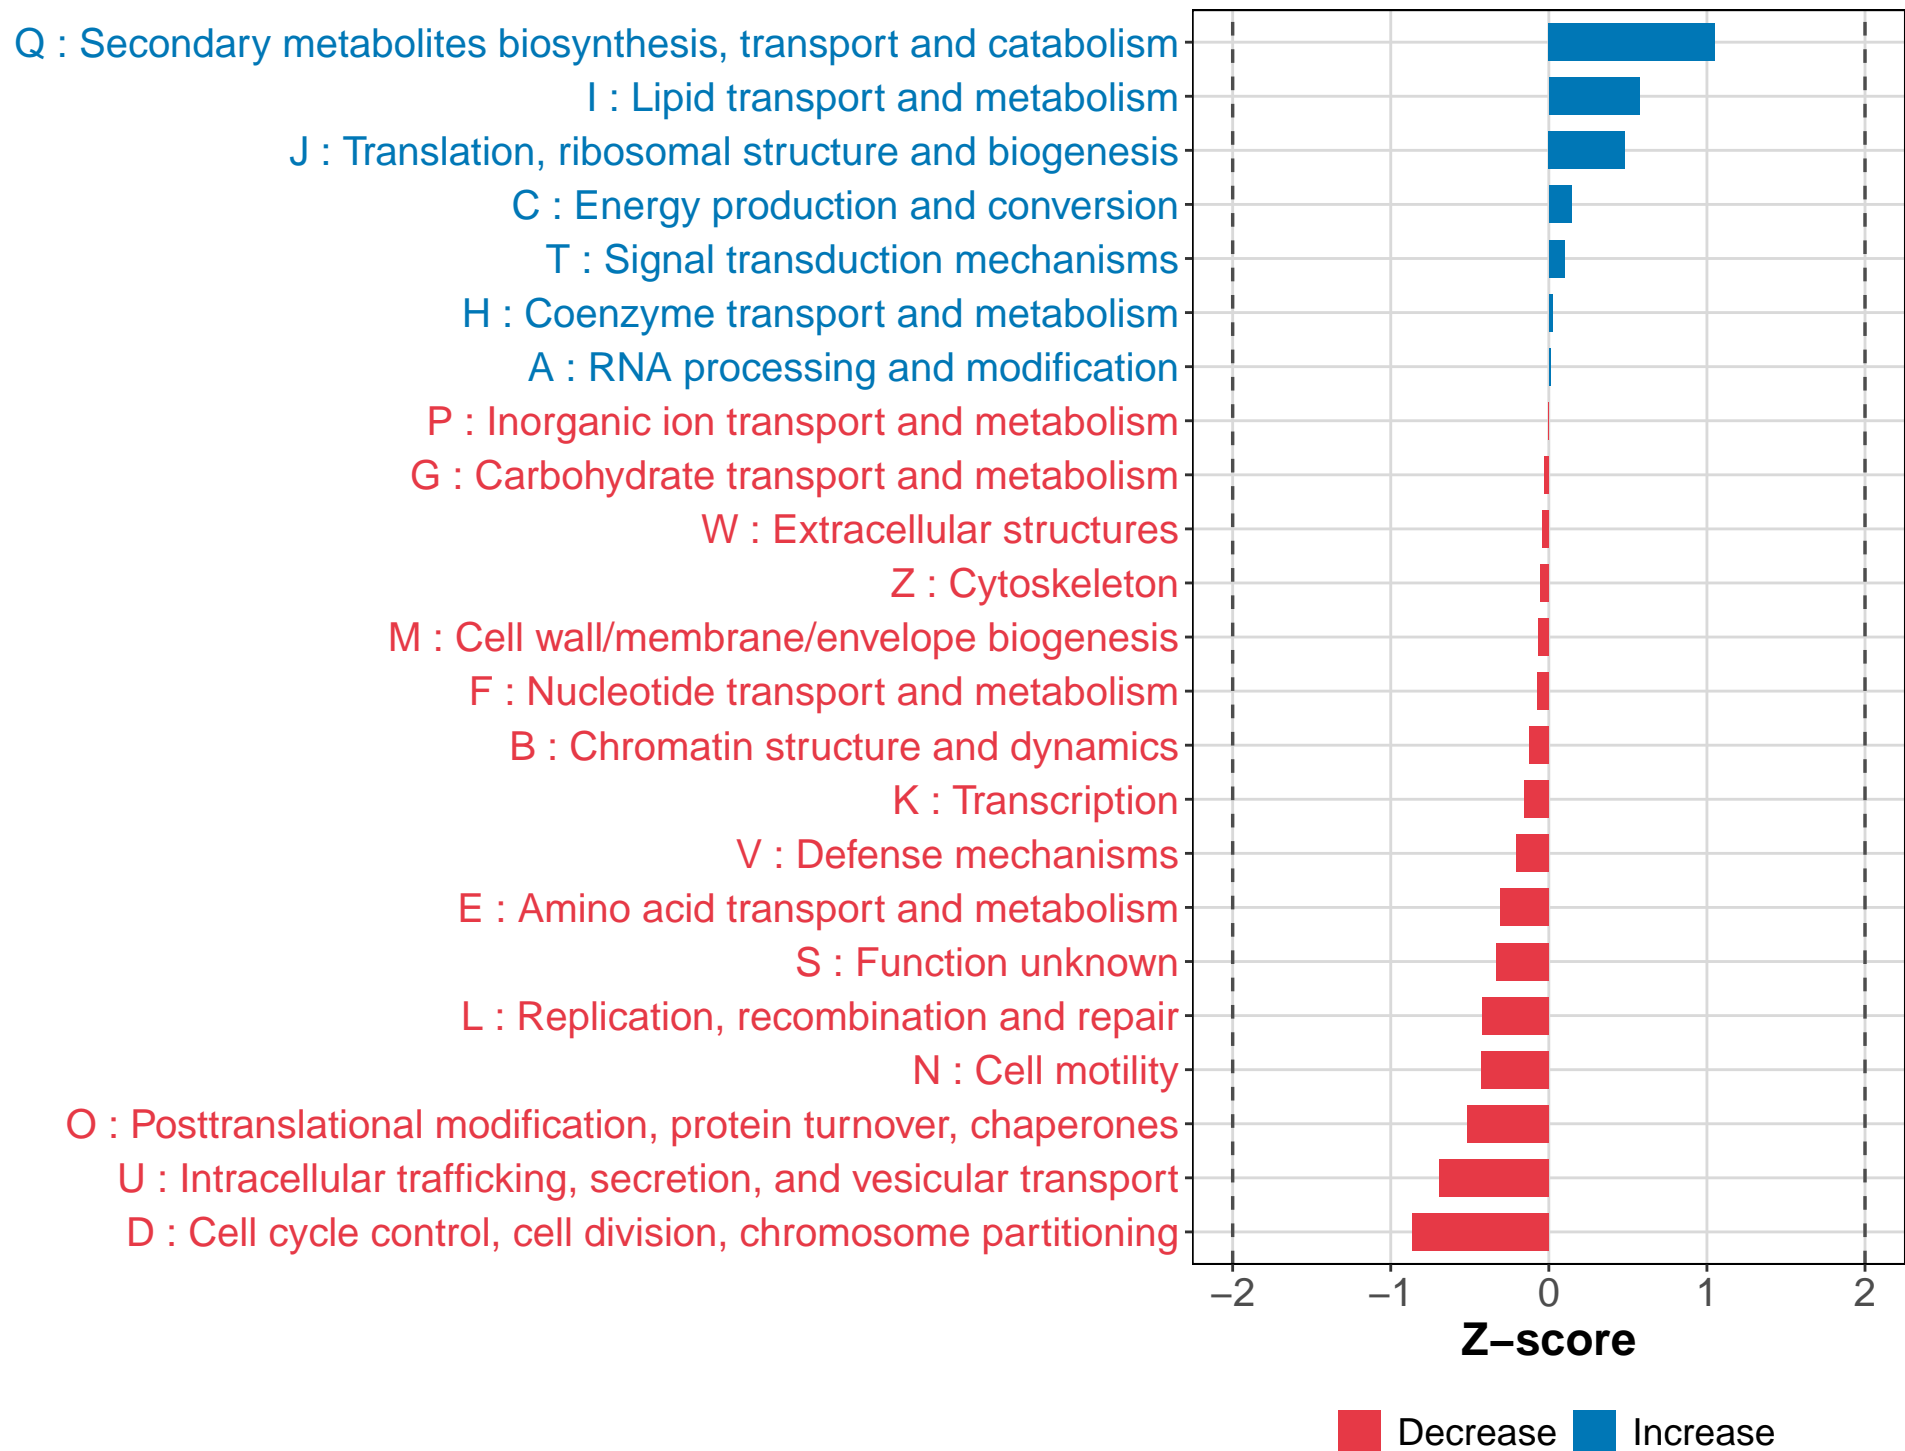 Q : Secondary metabolites biosynthesis, transport and catabolism
I : Lipid transport and metabolism
J : Translation, ribosomal structure and biogenesis
C : Energy production and conversion
T : Signal transduction mechanisms
H : Coenzyme transport and metabolism
A : RNA processing and modification
P : Inorganic ion transport and metabolism
G : Carbohydrate transport and metabolism
W : Extracellular structures
Z : Cytoskeleton
M : Cell wall/membrane/envelope biogenesis
F : Nucleotide transport and metabolism
B : Chromatin structure and dynamics
K : Transcription
V : Defense mechanisms
E : Amino acid transport and metabolism
S : Function unknown
L : Replication, recombination and repair
N : Cell motility
O : Posttranslational modification, protein turnover, chaperones
U : Intracellular trafficking, secretion, and vesicular transport
D : Cell cycle control, cell division, chromosome partitioning
−2 −1 0 1 2
Z−score
Decrease Increase